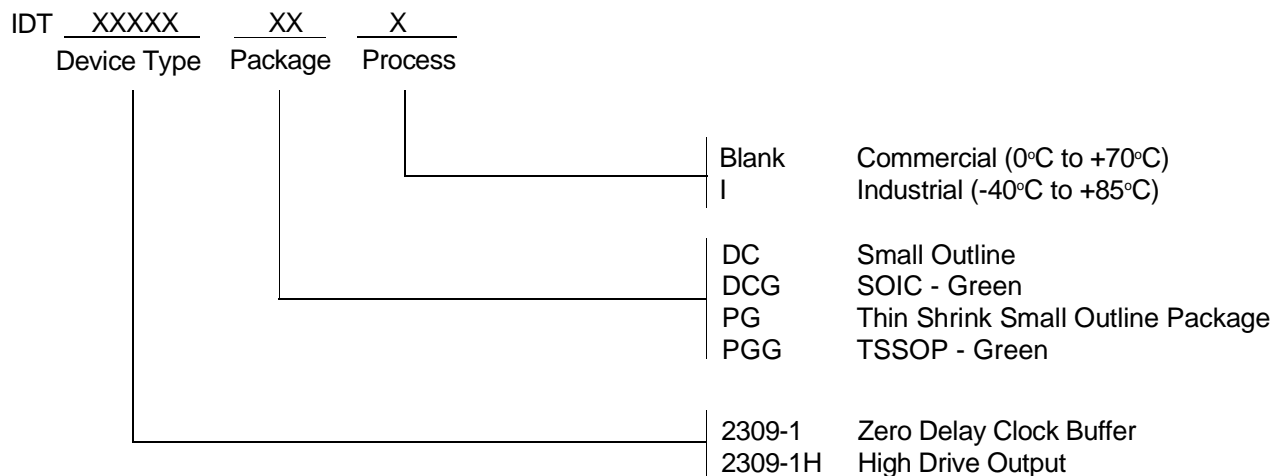 IDT XXXXX XX X
Device Type Package Process
Blank Commercial (0°C to +70°C)
I Industrial (-40°C to +85°C)
DC Small Outline
DCG SOIC - Green
PG Thin Shrink Small Outline Package
PGG TSSOP - Green
2309-1 Zero Delay Clock Buffer
2309-1H High Drive Output